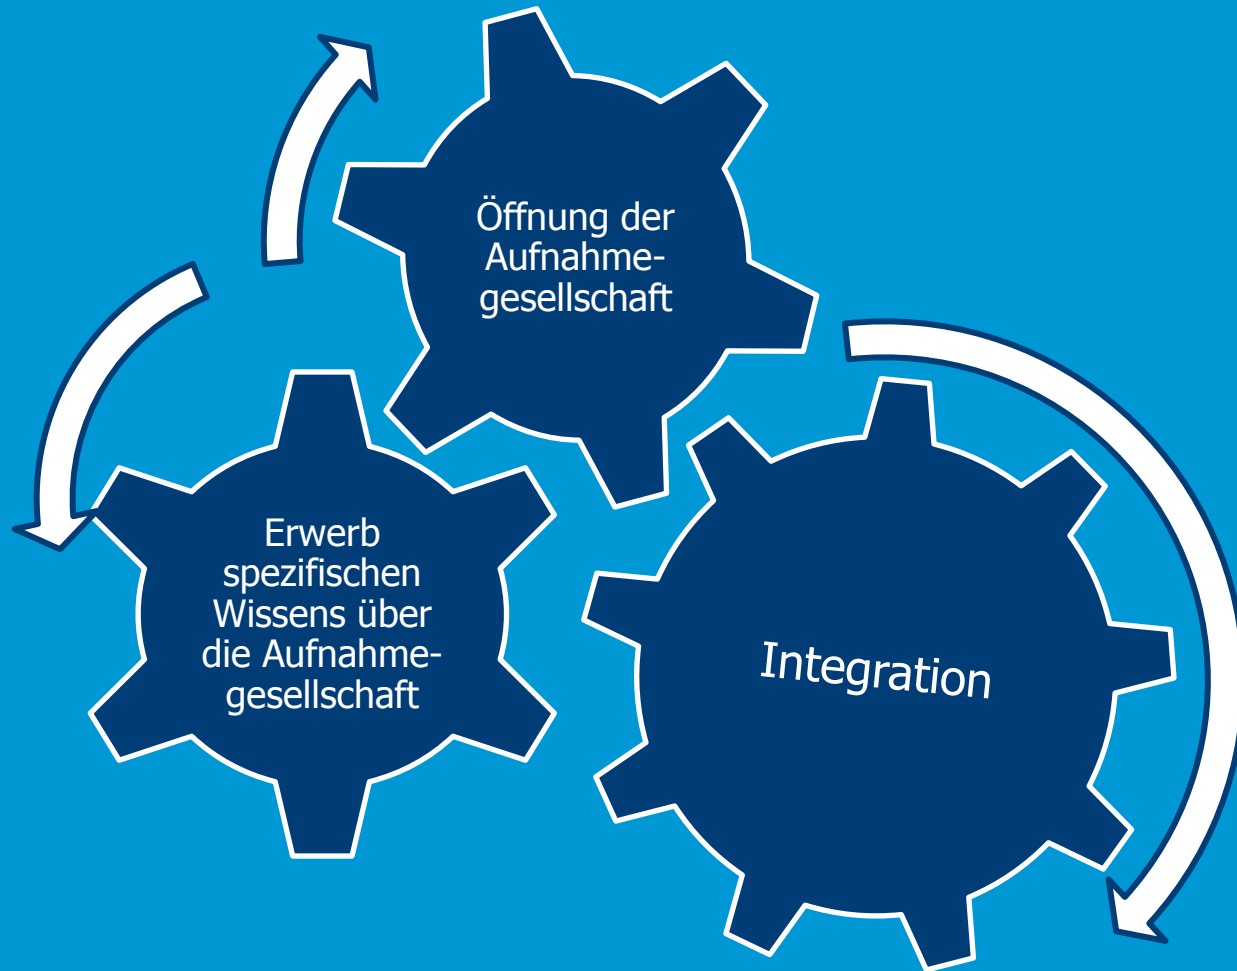 Öffnung der
Aufnahme-
gesellschaft
Erwerb
spezifischen
Wissens über
die Aufnahme-
gesellschaft
Integration